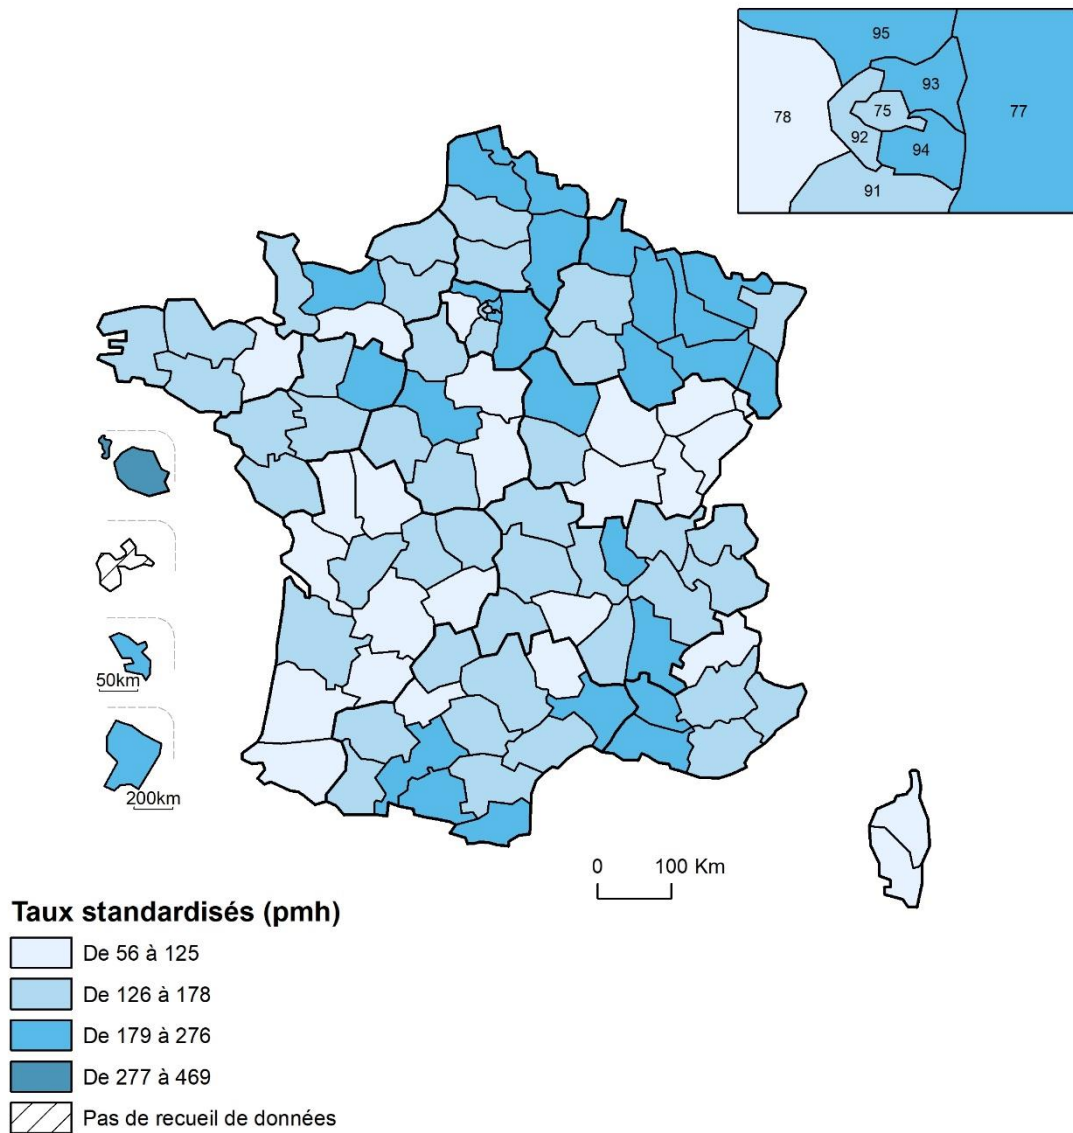 95
93
78
75
77
92
94
91
50km
200km
0 100 Km
Taux standardisés (pmh)
De 56 à 125
De 126 à 178
De 179 à 276
De 277 à 469
Pas de recueil de données